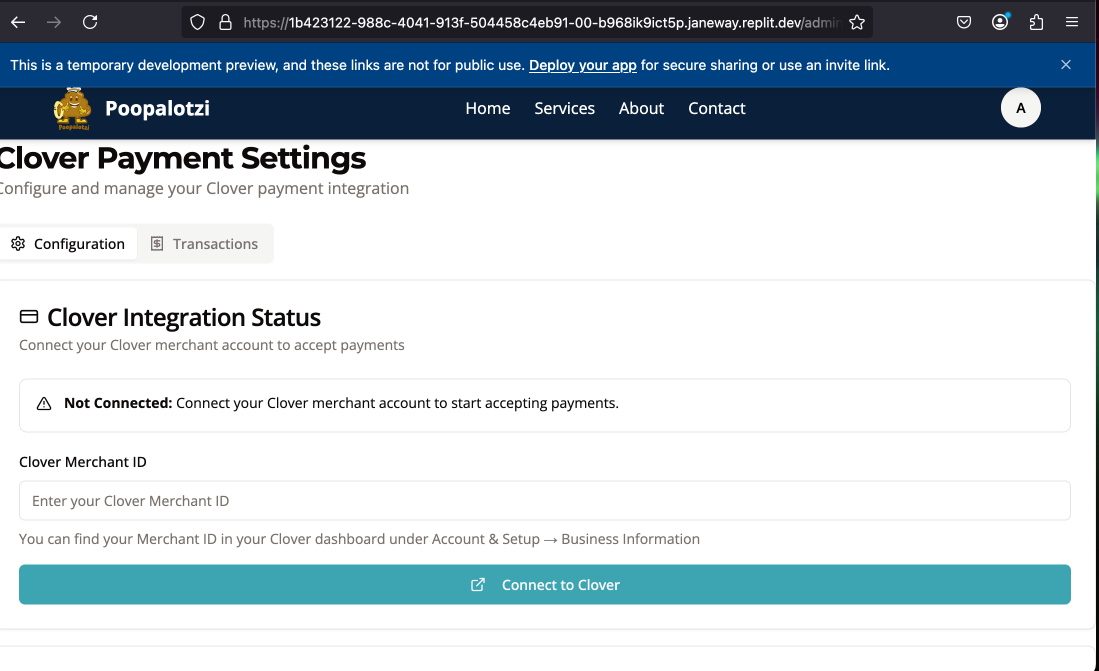 https://1b423122-988c-4041-913f-504458c4eb91-00-b968ik9ict5p.janeway.replit.dev/admin
This is a temporary development preview, and these links are not for public use. Deploy your app for secure sharing or use an invite link.
Poopalotzi
Poopalotzi
Home
Services
About
Contact
A
Clover Payment Settings
Configure and manage your Clover payment integration
Configuration
Transactions
Clover Integration Status
Connect your Clover merchant account to accept payments
Not Connected: Connect your Clover merchant account to start accepting payments.
Clover Merchant ID
Enter your Clover Merchant ID
You can find your Merchant ID in your Clover dashboard under Account & Setup → Business Information
Connect to Clover